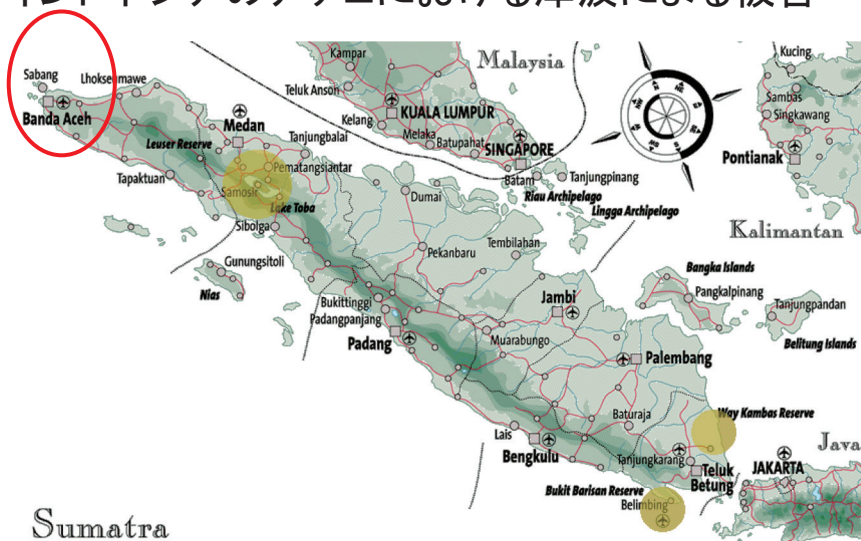 インドネシアのアチェにおける津波による被害
Sabang
Lhokseumawe
Banda Aceh
Leuser Reserve
Tapaktuan
Medan
Tanjungbalai
Pematangsiantar
Samosir
Lake Toba
Sibolga
Gunungsitoli
Nias
Kampar
Malaysia
Teluk Anson
Kelang
KUALA LUMPUR
Melaka
Batupahat
SINGAPORE
Batam
Tanjungpinang
Riau Archipelago
Lingga Archipelago
Dumai
Pekanbaru
Tembilahan
Kucing
Sambas
Singkawang
Pontianak
Kalimantan
Bangka Islands
Pangkalpinang
Tanjungpandan
Belitung Islands
Bukittinggi
Padangpanjang
Padang
Muarabungo
Jambi
Palembang
Lais
Bengkulu
Baturaja
Way Kambas Reserve
Tanjungkarang
Teluk
Betung
Bukit Barisan Reserve
Belimbing
JAKARTA
Java
Sumatra